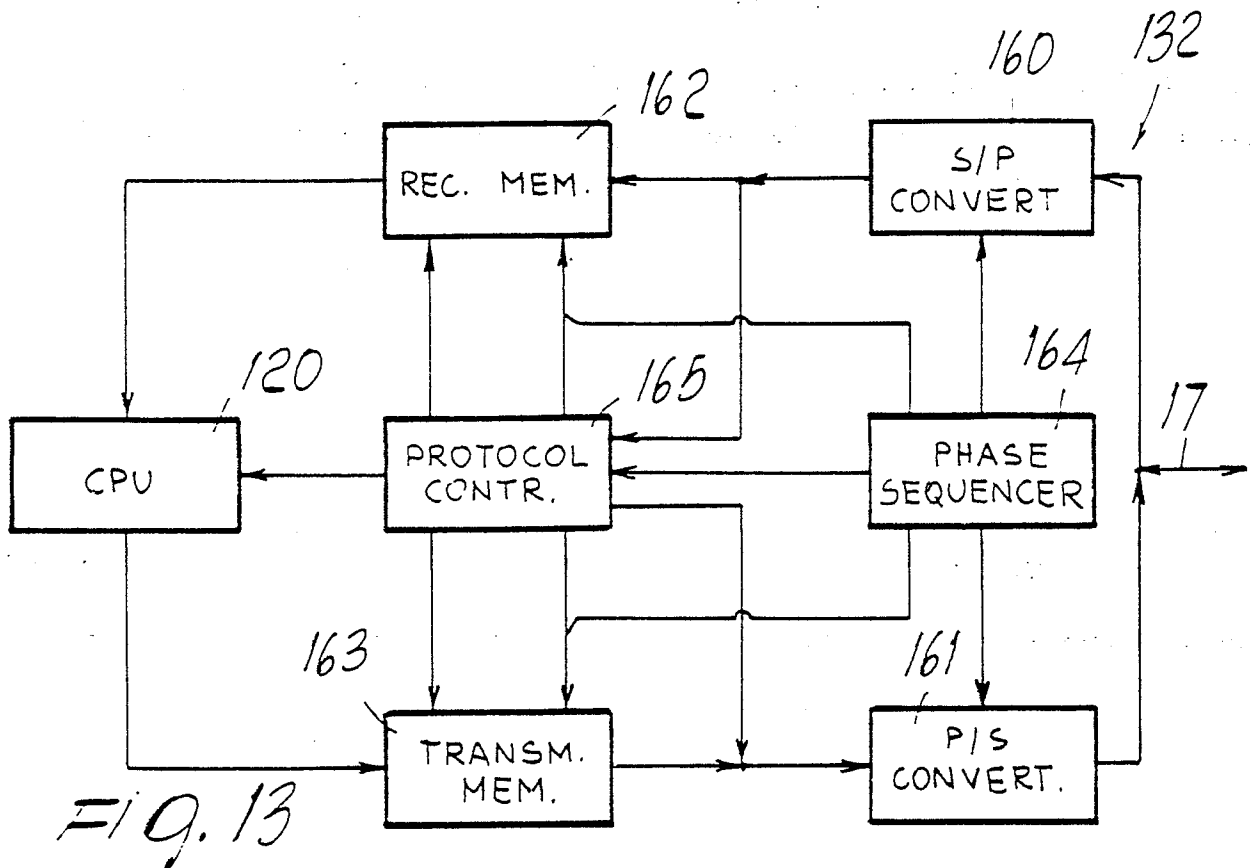 160
132
162
S/P
CONVERT
REC. MEM.
164
120
165
17
PROTOCOL
CONTR.
PHASE
SEQUENCER
CPU
163
161
TRANSM.
MEM.
P/S
CONVERT.
Fig. 13